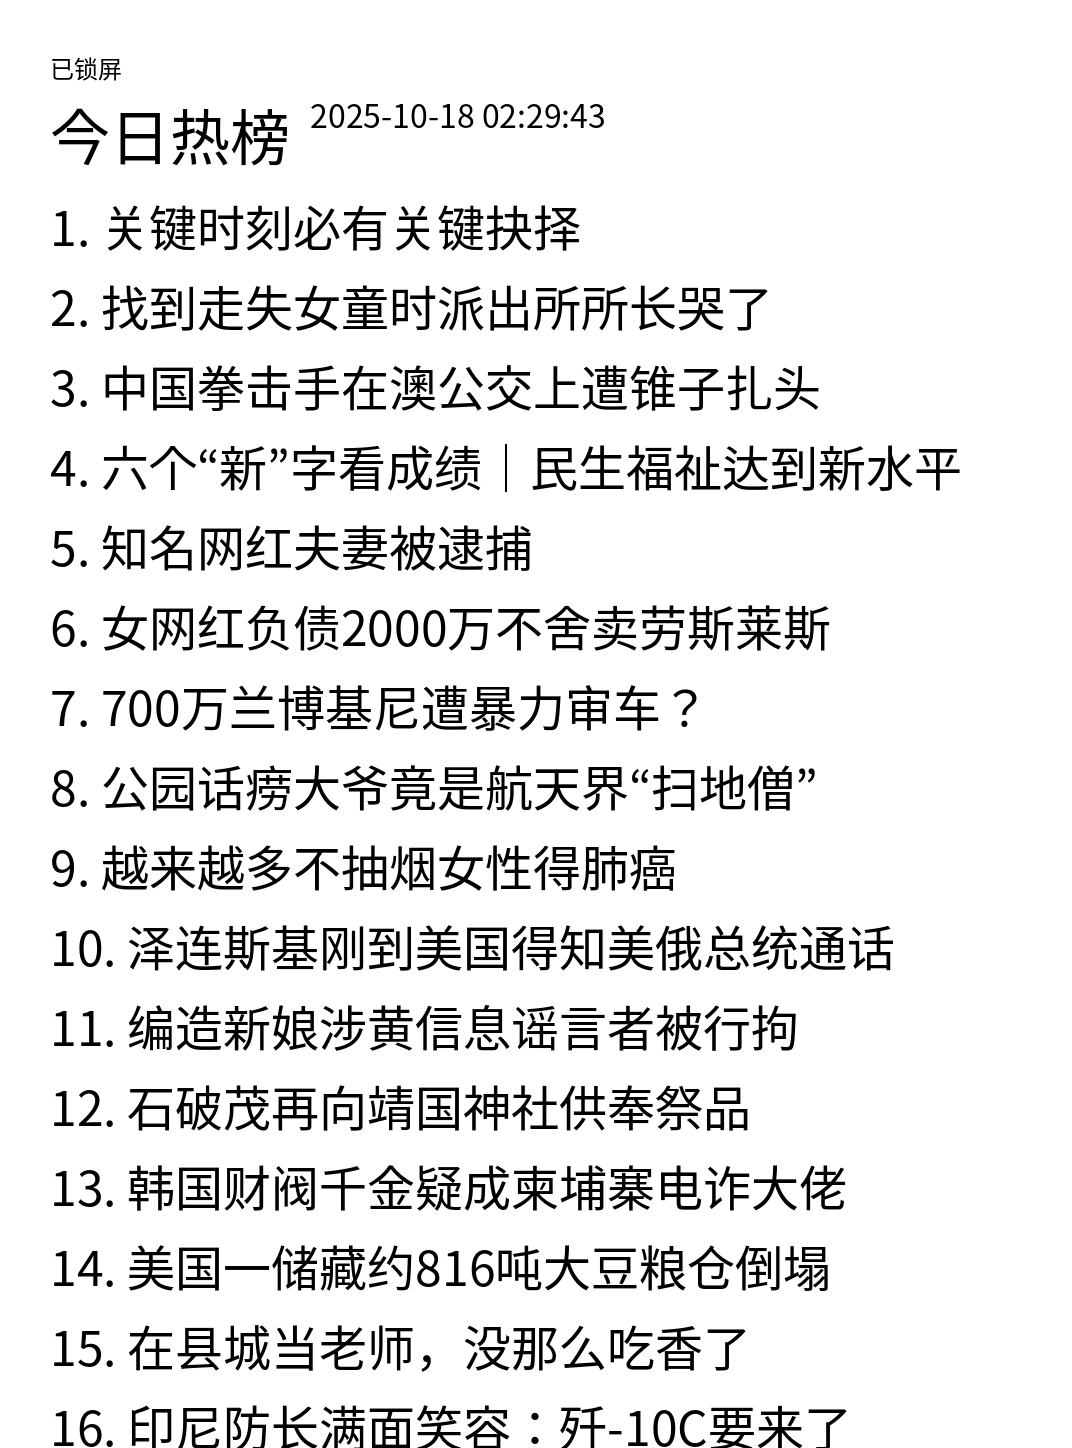 已锁屏
今日热榜 2025-10-18 02:29:43
1. 关键时刻必有关键抉择
2. 找到走失女童时派出所所长哭了
3. 中国拳击手在澳公交上遭锥子扎头
4. 六个“新”字看成绩｜民生福祉达到新水平
5. 知名网红夫妻被逮捕
6. 女网红负债2000万不舍卖劳斯莱斯
7. 700万兰博基尼遭暴力审车？
8. 公园话痨大爷竟是航天界“扫地僧”
9. 越来越多不抽烟女性得肺癌
10. 泽连斯基刚到美国得知美俄总统通话
11. 编造新娘涉黄信息谣言者被行拘
12. 石破茂再向靖国神社供奉祭品
13. 韩国财阀千金疑成柬埔寨电诈大佬
14. 美国一储藏约816吨大豆粮仓倒塌
15. 在县城当老师，没那么吃香了
16. 印尼防长满面笑容：歼-10C要来了